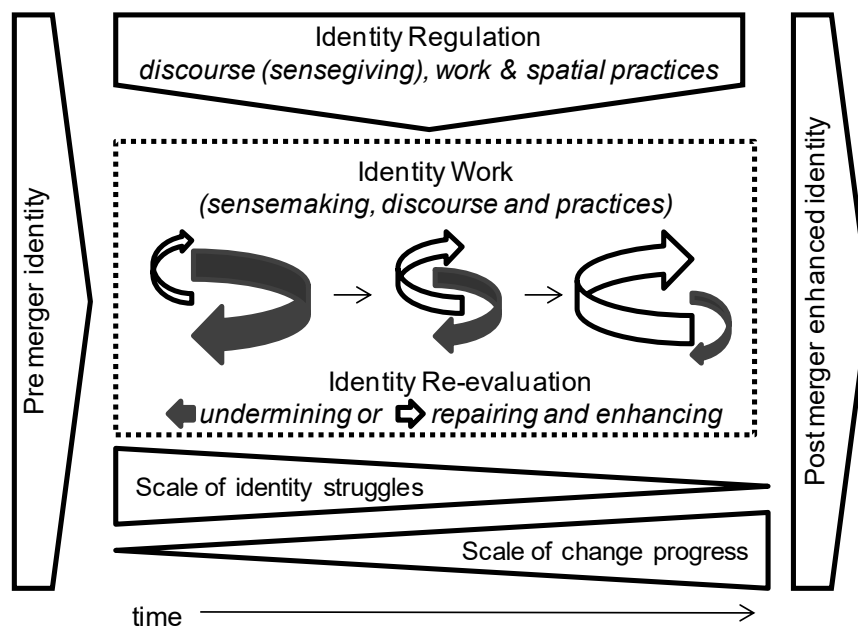 Identity Regulation
discourse (sensegiving), work & spatial practices
Pre merger identity
Identity Work
(sensemaking, discourse and practices)
Identity Re-evaluation
undermining or repairing and enhancing
Scale of identity struggles
Scale of change progress
time
Post merger enhanced identity